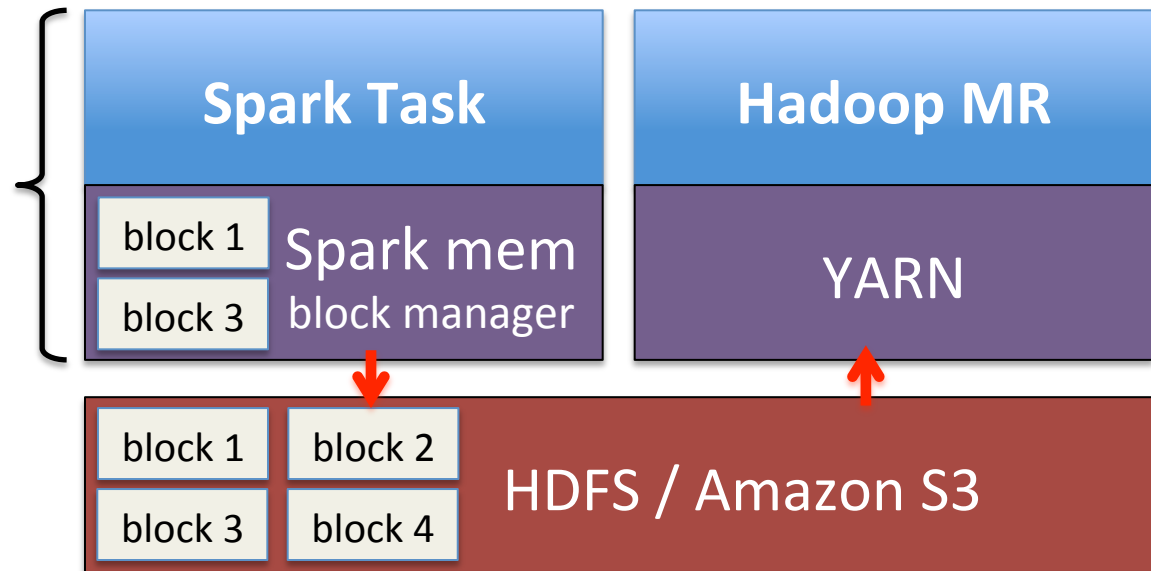 Spark Task
Hadoop MR
block 1
block 3
Spark mem
block manager
YARN
block 1
block 2
block 3
block 4
HDFS / Amazon S3